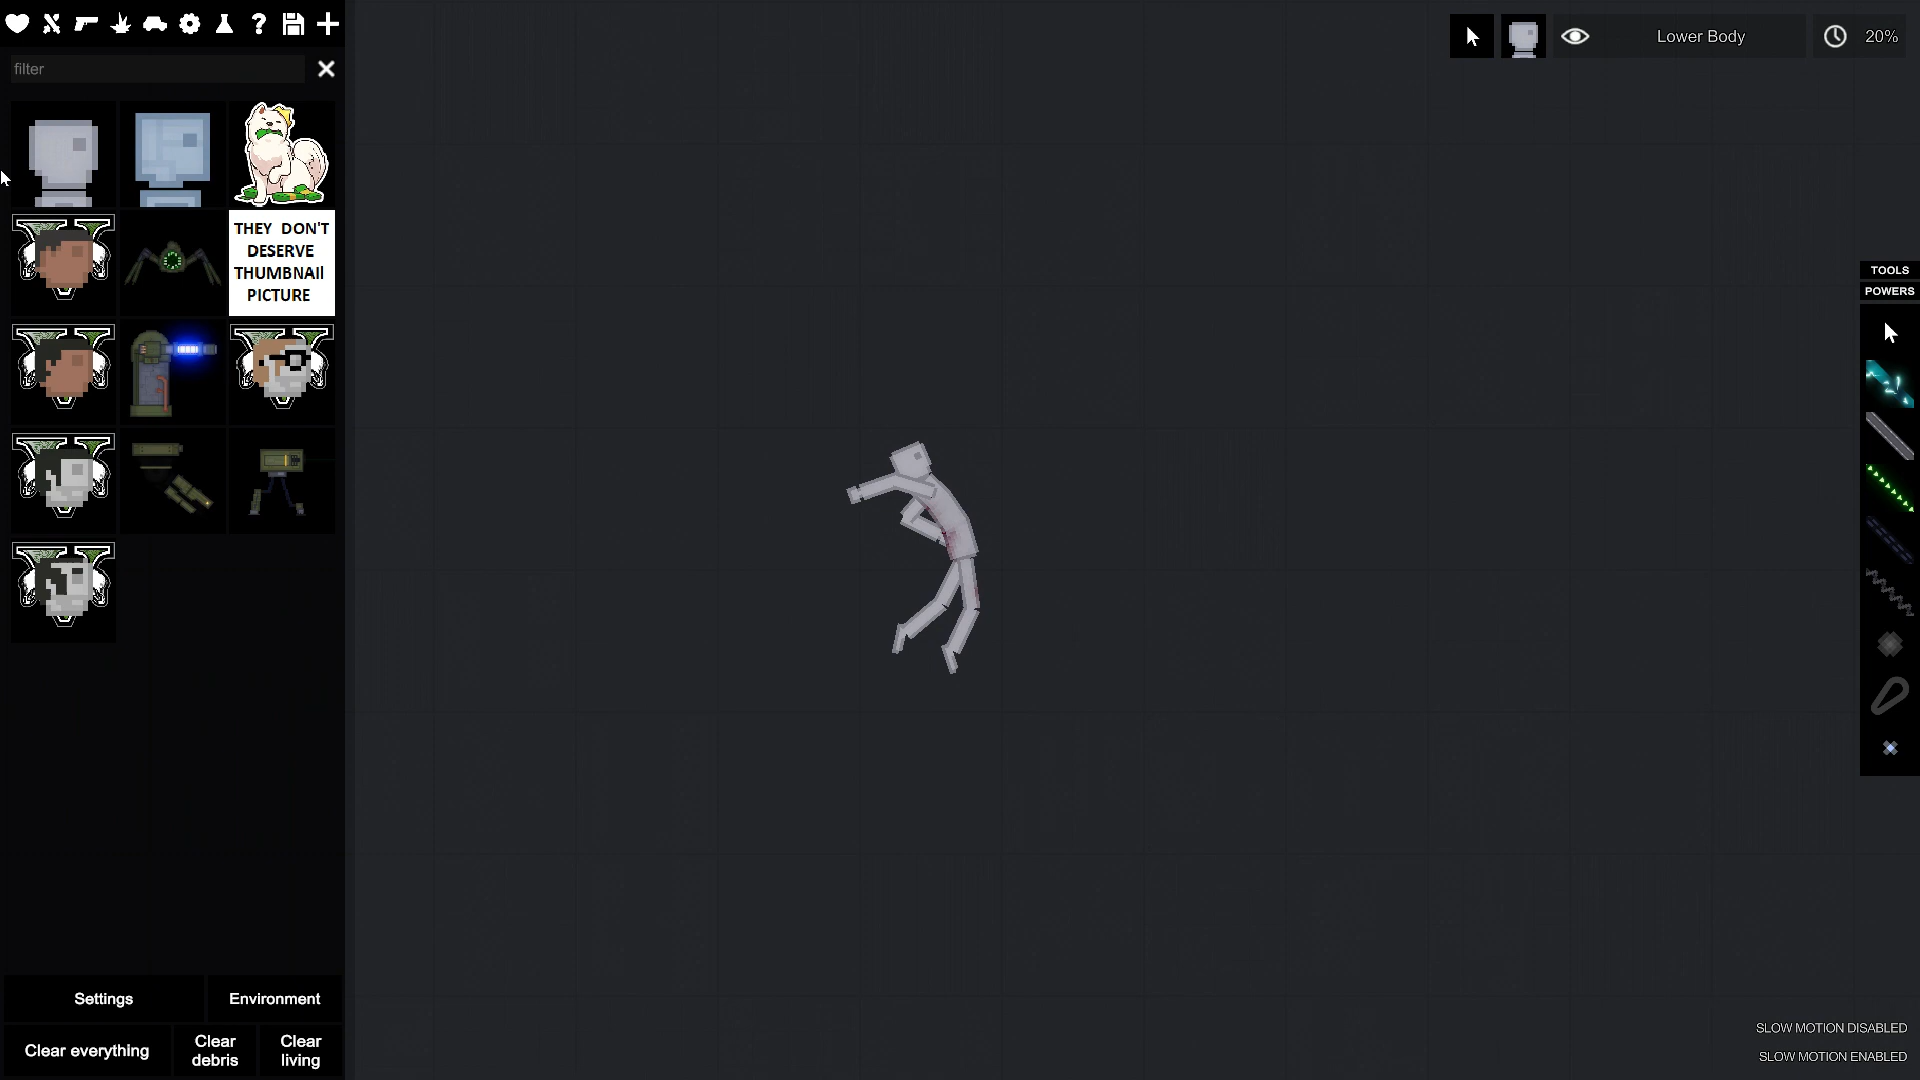 filter
Lower Body
20%
THEY DON'T
DESERVE
THUMBNAIl
PICTURE
TOOLS
POWERS
Settings
Environment
Clear everything
Clear
debris
Clear
living
SLOW MOTION DISABLED
SLOW MOTION ENABLED